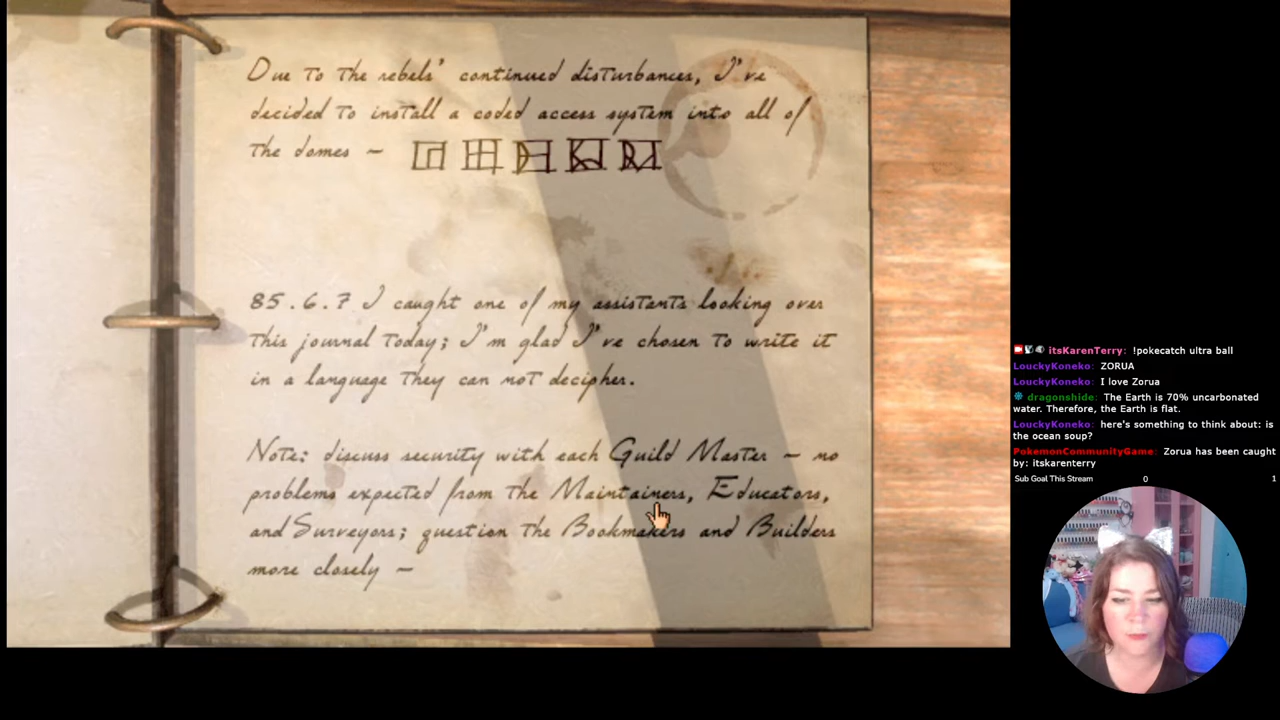 Due to the rebels' continued disturbances, I've
decided to install a coded access system into all of
the domes –
85.6.7 I caught one of my assistants looking over
this journal today; I'm glad I've chosen to write it
in a language they can not decipher.
Note: discuss security with each Guild Master – no
problems expected from the Maintainers, Educators,
and Surveyors; question the Bookmakers and Builders
more closely –
itsKarenTerry: !pokecatch ultra ball
LouckyKoneko: ZORUA
LouckyKoneko: I love Zorua
dragonshide: The Earth is 70% uncarbonated
water. Therefore, the Earth is flat.
LouckyKoneko: here's something to think about: is
the ocean soup?
PokemonCommunityGame: Zorua has been caught
by: itskarenterry
Sub Goal This Stream 0 1